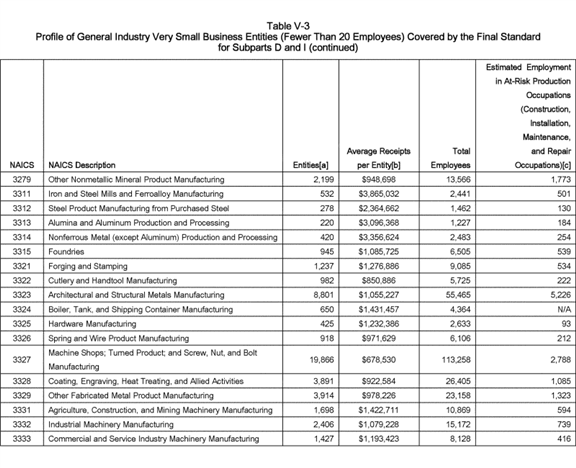 Table V-3
Profile of General Industry Very Small Business Entities (Fewer Than 20 Employees) Covered by the Final Standard
for Subparts D and I (continued)
NAICS NAICS Description Entities[a] Average Receipts per Entity[b] Total Employees Estimated Employment in At-Risk Production Occupations (Construction, Installation, Maintenance, and Repair Occupations)[c]
3279 Other Nonmetallic Mineral Product Manufacturing 2,199 $948,698 13,566 1,773
3311 Iron and Steel Mills and Ferroalloy Manufacturing 532 $3,865,032 2,441 501
3312 Steel Product Manufacturing from Purchased Steel 278 $2,364,662 1,462 130
3313 Alumina and Aluminum Production and Processing 220 $3,096,368 1,227 184
3314 Nonferrous Metal (except Aluminum) Production and Processing 420 $3,356,624 2,483 254
3315 Foundries 945 $1,085,725 6,505 539
3321 Forging and Stamping 1,237 $1,276,886 9,085 534
3322 Cutlery and Handtool Manufacturing 982 $850,886 5,725 222
3323 Architectural and Structural Metals Manufacturing 8,801 $1,055,227 55,465 5,226
3324 Boiler, Tank, and Shipping Container Manufacturing 650 $1,431,457 4,364 N/A
3325 Hardware Manufacturing 425 $1,232,386 2,633 93
3326 Spring and Wire Product Manufacturing 918 $971,629 6,106 212
3327 Machine Shops; Turned Product; and Screw, Nut, and Bolt Manufacturing 19,866 $678,530 113,258 2,788
3328 Coating, Engraving, Heat Treating, and Allied Activities 3,891 $922,584 26,405 1,085
3329 Other Fabricated Metal Product Manufacturing 3,914 $978,226 23,158 1,323
3331 Agriculture, Construction, and Mining Machinery Manufacturing 1,698 $1,422,711 10,869 594
3332 Industrial Machinery Manufacturing 2,406 $1,079,228 15,172 739
3333 Commercial and Service Industry Machinery Manufacturing 1,427 $1,193,423 8,128 416